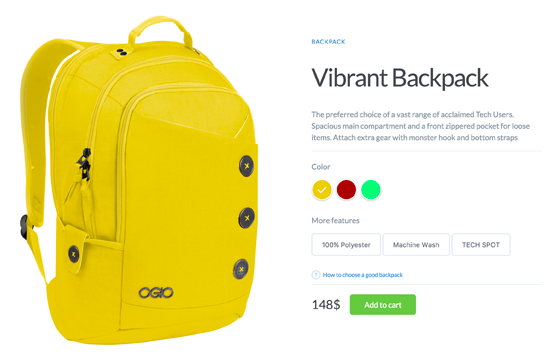 BACKPACK
Vibrant Backpack
The preferred choice of a vast range of acclaimed Tech Users.
Spacious main compartment and a front zippered pocket for loose
items. Attach extra gear with monster hook and bottom straps
Color
More features
100% Polyester Machine Wash TECH SPOT
? How to choose a good backpack
148$ Add to cart
OGIO